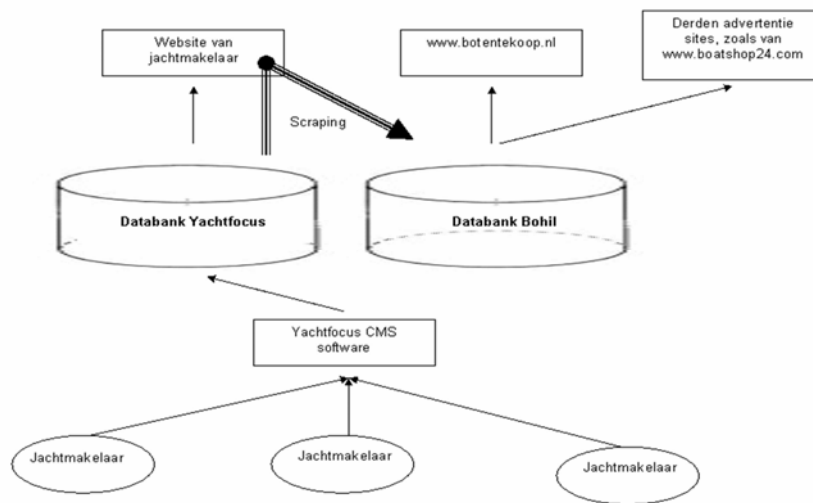 Website van
jachtmakelaar
www.botentekoop.nl
Derden advertentie
sites, zoals van
www.boatshop24.com
Scraping
Databank Yachtfocus
Databank Bohil
Yachtfocus CMS
software
Jachtmakelaar
Jachtmakelaar
Jachtmakelaar